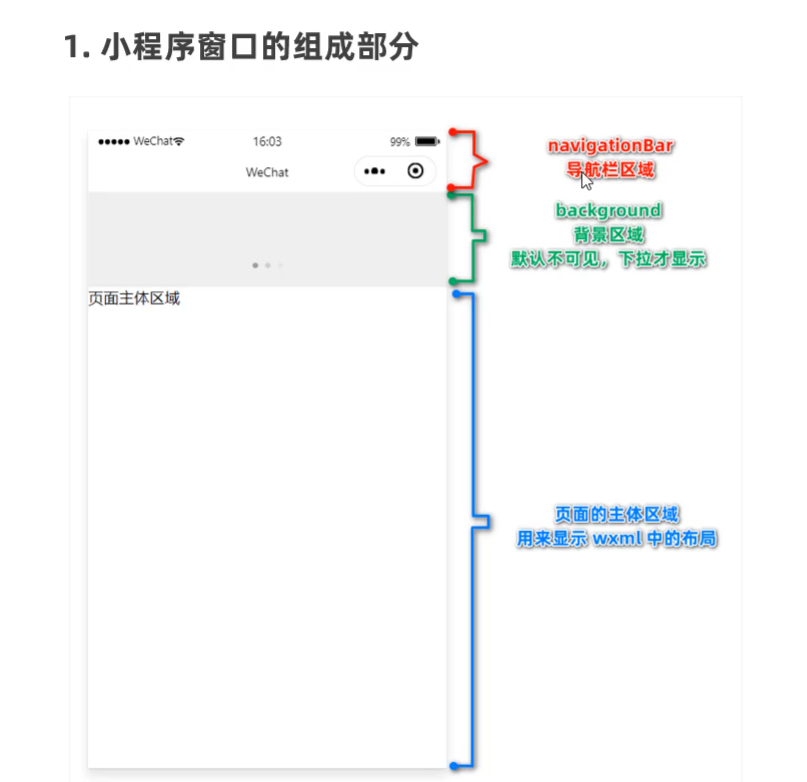 1. 小程序窗口的组成部分
WeChat
16:03
99%
WeChat
navigationBar
导航栏区域
background
背景区域
默认不可见，下拉才显示
页面主体区域
页面的主体区域
用来显示 wxml 中的布局